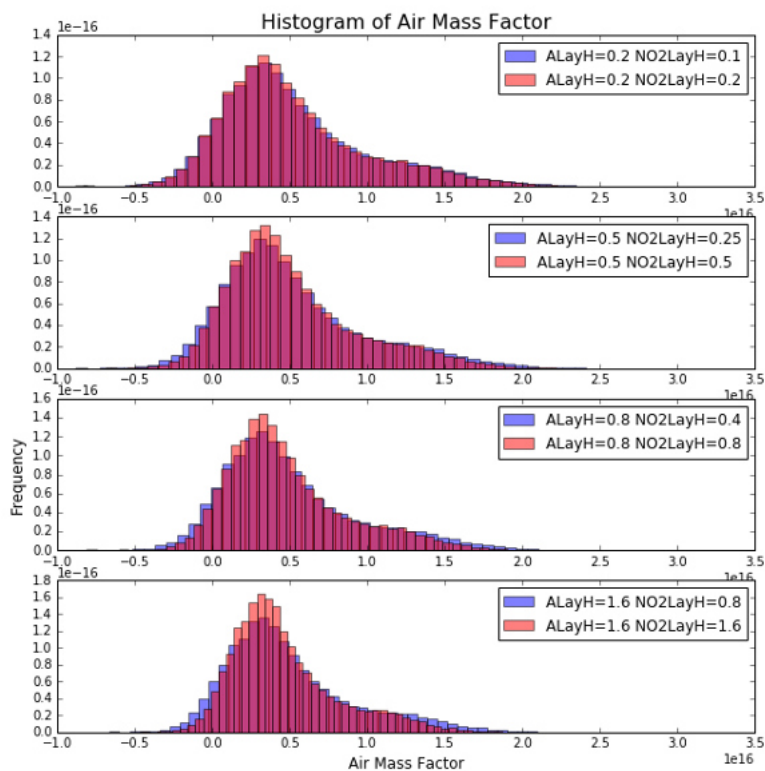 Histogram of Air Mass Factor
1e−16
1.4
1.2
1.0
0.8
0.6
0.4
0.2
0.0
ALayH=0.2 NO2LayH=0.1
ALayH=0.2 NO2LayH=0.2
−1.0 −0.5 0.0 0.5 1.0 1.5 2.0 2.5 3.0 3.5
1e16
1e−16
1.4
1.2
1.0
0.8
0.6
0.4
0.2
0.0
ALayH=0.5 NO2LayH=0.25
ALayH=0.5 NO2LayH=0.5
−1.0 −0.5 0.0 0.5 1.0 1.5 2.0 2.5 3.0 3.5
1e16
1e−16
1.6
1.4
1.2
1.0
0.8
0.6
0.4
0.2
0.0
ALayH=0.8 NO2LayH=0.4
ALayH=0.8 NO2LayH=0.8
Frequency
−1.0 −0.5 0.0 0.5 1.0 1.5 2.0 2.5 3.0 3.5
1e16
1e−16
1.8
1.6
1.4
1.2
1.0
0.8
0.6
0.4
0.2
0.0
ALayH=1.6 NO2LayH=0.8
ALayH=1.6 NO2LayH=1.6
−1.0 −0.5 0.0 0.5 1.0 1.5 2.0 2.5 3.0 3.5
Air Mass Factor
1e16